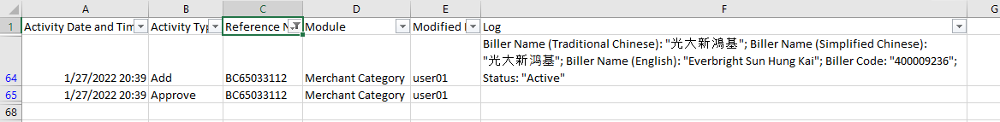 A B C D E F G
1 Activity Date and Tim Activity Typ Reference N Module Modified Log
Biller Name (Traditional Chinese): "光大新鴻基"; Biller Name (Simplified Chinese):
"光大新鸿基"; Biller Name (English): "Everbright Sun Hung Kai"; Biller Code: "400009236";
64 1/27/2022 20:39 Add BC65033112 Merchant Category user01 Status: "Active"
65 1/27/2022 20:39 Approve BC65033112 Merchant Category user01
68